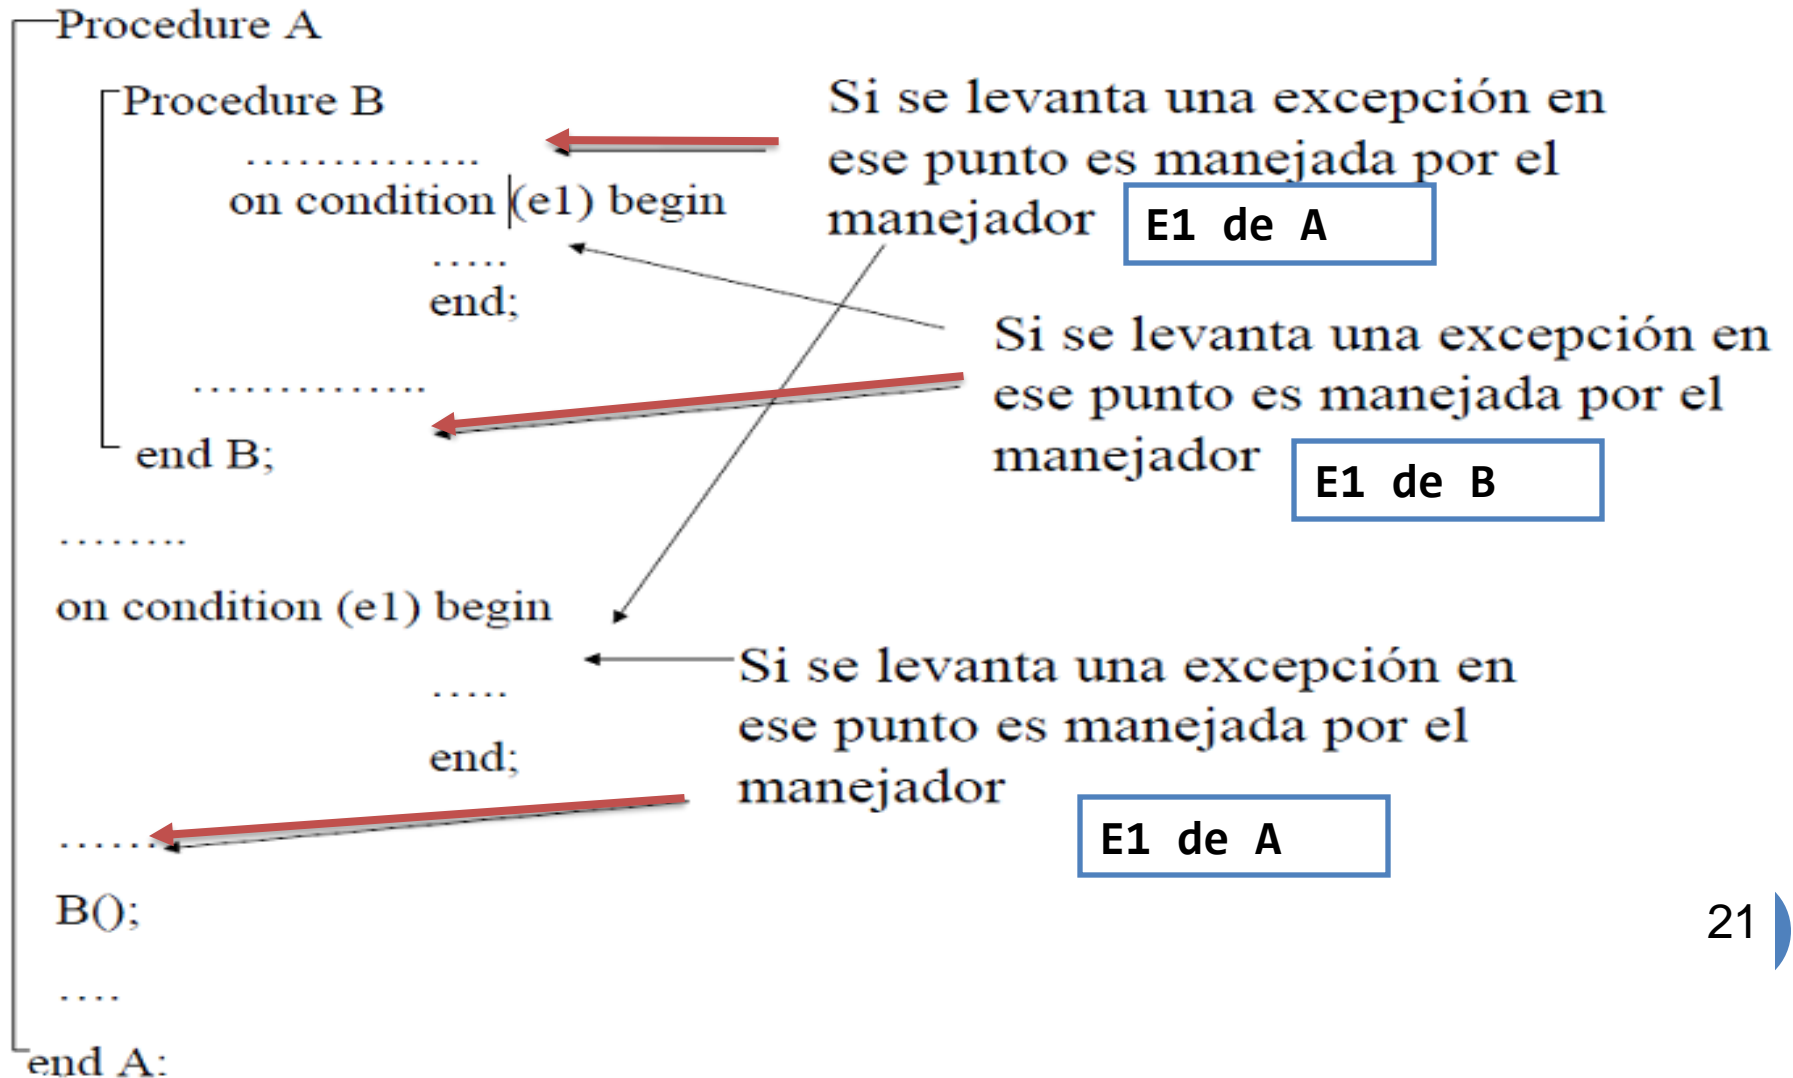 Procedure A
Procedure B
..............
on condition (e1) begin
.....
end;
..............
end B;
........
on condition (e1) begin
.....
end;
......
B();
....
end A:
Si se levanta una excepción en
ese punto es manejada por el
manejador
E1 de A
Si se levanta una excepción en
ese punto es manejada por el
manejador
E1 de B
Si se levanta una excepción en
ese punto es manejada por el
manejador
E1 de A
21